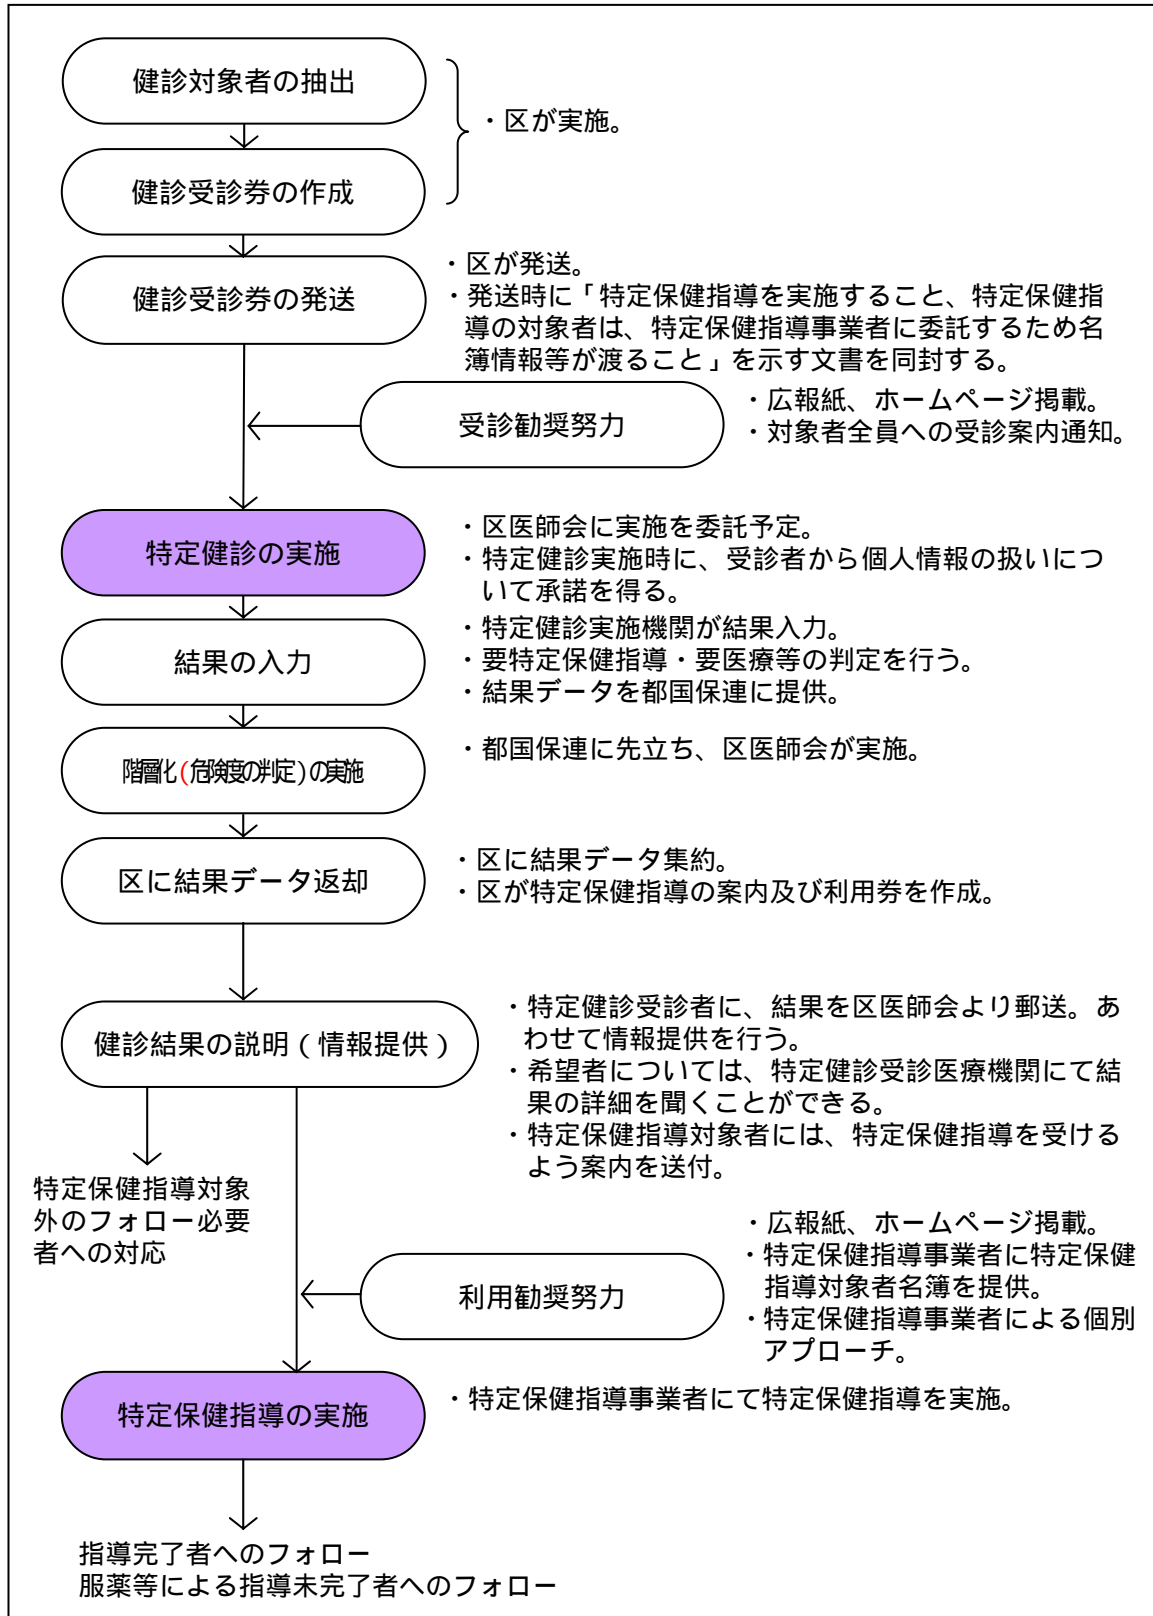 健診対象者の抽出
・区が実施。
健診受診券の作成
健診受診券の発送
・区が発送。
・発送時に「特定保健指導を実施すること、特定保健指
導の対象者は、特定保健指導事業者に委託するため名
簿情報等が渡ること」を示す文書を同封する。
受診勧奨努力
・広報紙、ホームページ掲載。
・対象者全員への受診案内通知。
特定健診の実施
・区医師会に実施を委託予定。
・特定健診実施時に、受診者から個人情報の扱いにつ
いて承諾を得る。
結果の入力
・特定健診実施機関が結果入力。
・要特定保健指導・要医療等の判定を行う。
・結果データを都国保連に提供。
階層化(危険度の判定)の実施
・都国保連に先立ち、区医師会が実施。
区に結果データ返却
・区に結果データ集約。
・区が特定保健指導の案内及び利用券を作成。
健診結果の説明(情報提供)
・特定健診受診者に、結果を区医師会より郵送。あ
わせて情報提供を行う。
・希望者については、特定健診受診医療機関にて結
果の詳細を聞くことができる。
・特定保健指導対象者には、特定保健指導を受ける
よう案内を送付。
特定保健指導対象
外のフォロー必要
者への対応
利用勧奨努力
・広報紙、ホームページ掲載。
・特定保健指導事業者に特定保健
指導対象者名簿を提供。
・特定保健指導事業者による個別
アプローチ。
特定保健指導の実施
・特定保健指導事業者にて特定保健指導を実施。
指導完了者へのフォロー
服薬等による指導未完了者へのフォロー